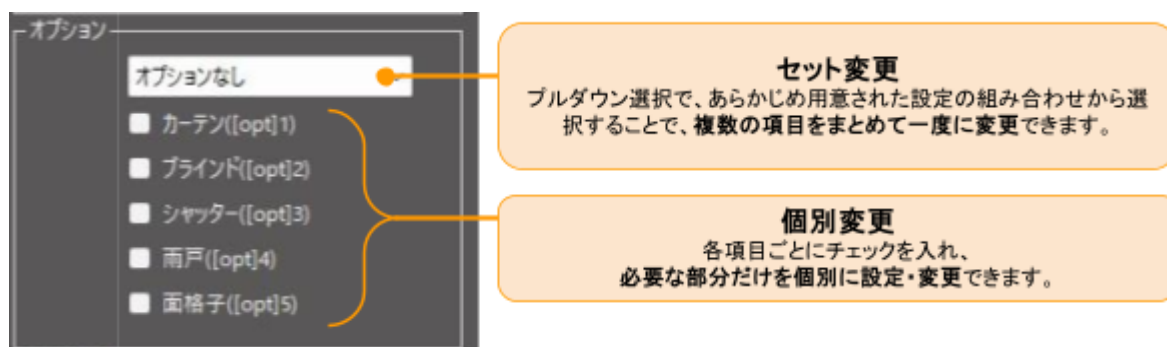 オプション
オプションなし
カーテン([opt]1)
ブラインド([opt]2)
シャッター([opt]3)
雨戸([opt]4)
面格子([opt]5)
セット変更
プルダウン選択で、あらかじめ用意された設定の組み合わせから選
択することで、複数の項目をまとめて一度に変更できます。
個別変更
各項目ごとにチェックを入れ、
必要な部分だけを個別に設定・変更できます。